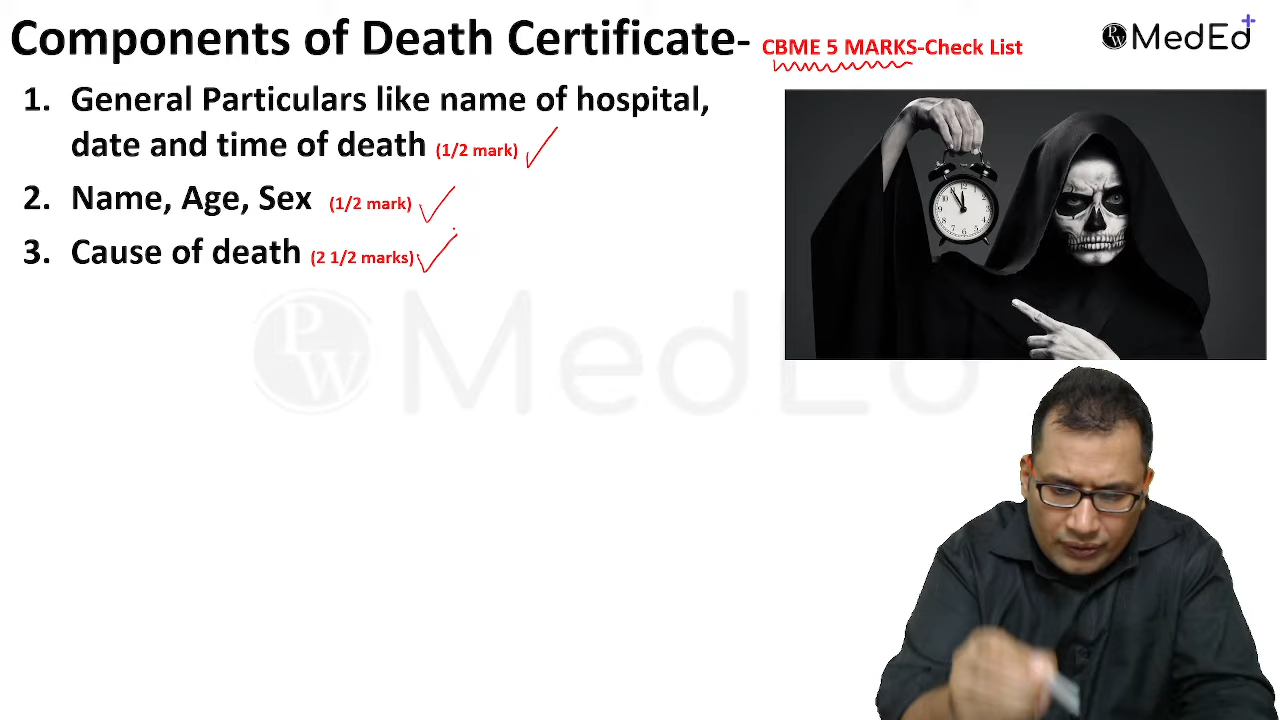 Components of Death Certificate- CBME 5 MARKS-Check List
PW MedEd+
1. General Particulars like name of hospital,
date and time of death (1/2 mark)
2. Name, Age, Sex (1/2 mark)
3. Cause of death (2 1/2 marks)
PW MedEd